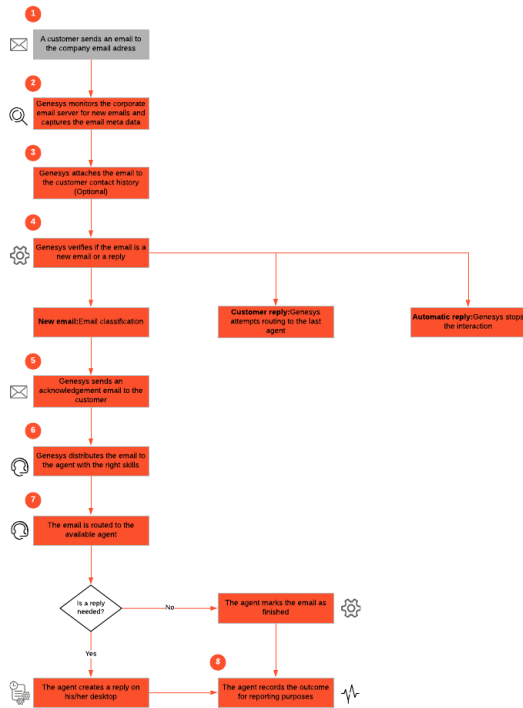 1
A customer sends an email to
the company email adress
2
Genesys monitors the corporate
email server for new emails and
captures the email meta data
3
Genesys attaches the email to
the customer contact history
(Optional)
4
Genesys verifies if the email is a
new email or a reply
New email:Email classification
Customer reply:Genesys
attempts routing to the last
agent
Automatic reply:Genesys stops
the interaction
5
Genesys sends an
acknowledgement email to the
customer
6
Genesys distributes the email to
the agent with the right skills
7
The email is routed to the
available agent
Is a reply
needed?
No
The agent marks the email as
finished
Yes
8
The agent creates a reply on
his/her desktop
The agent records the outcome
for reporting purposes